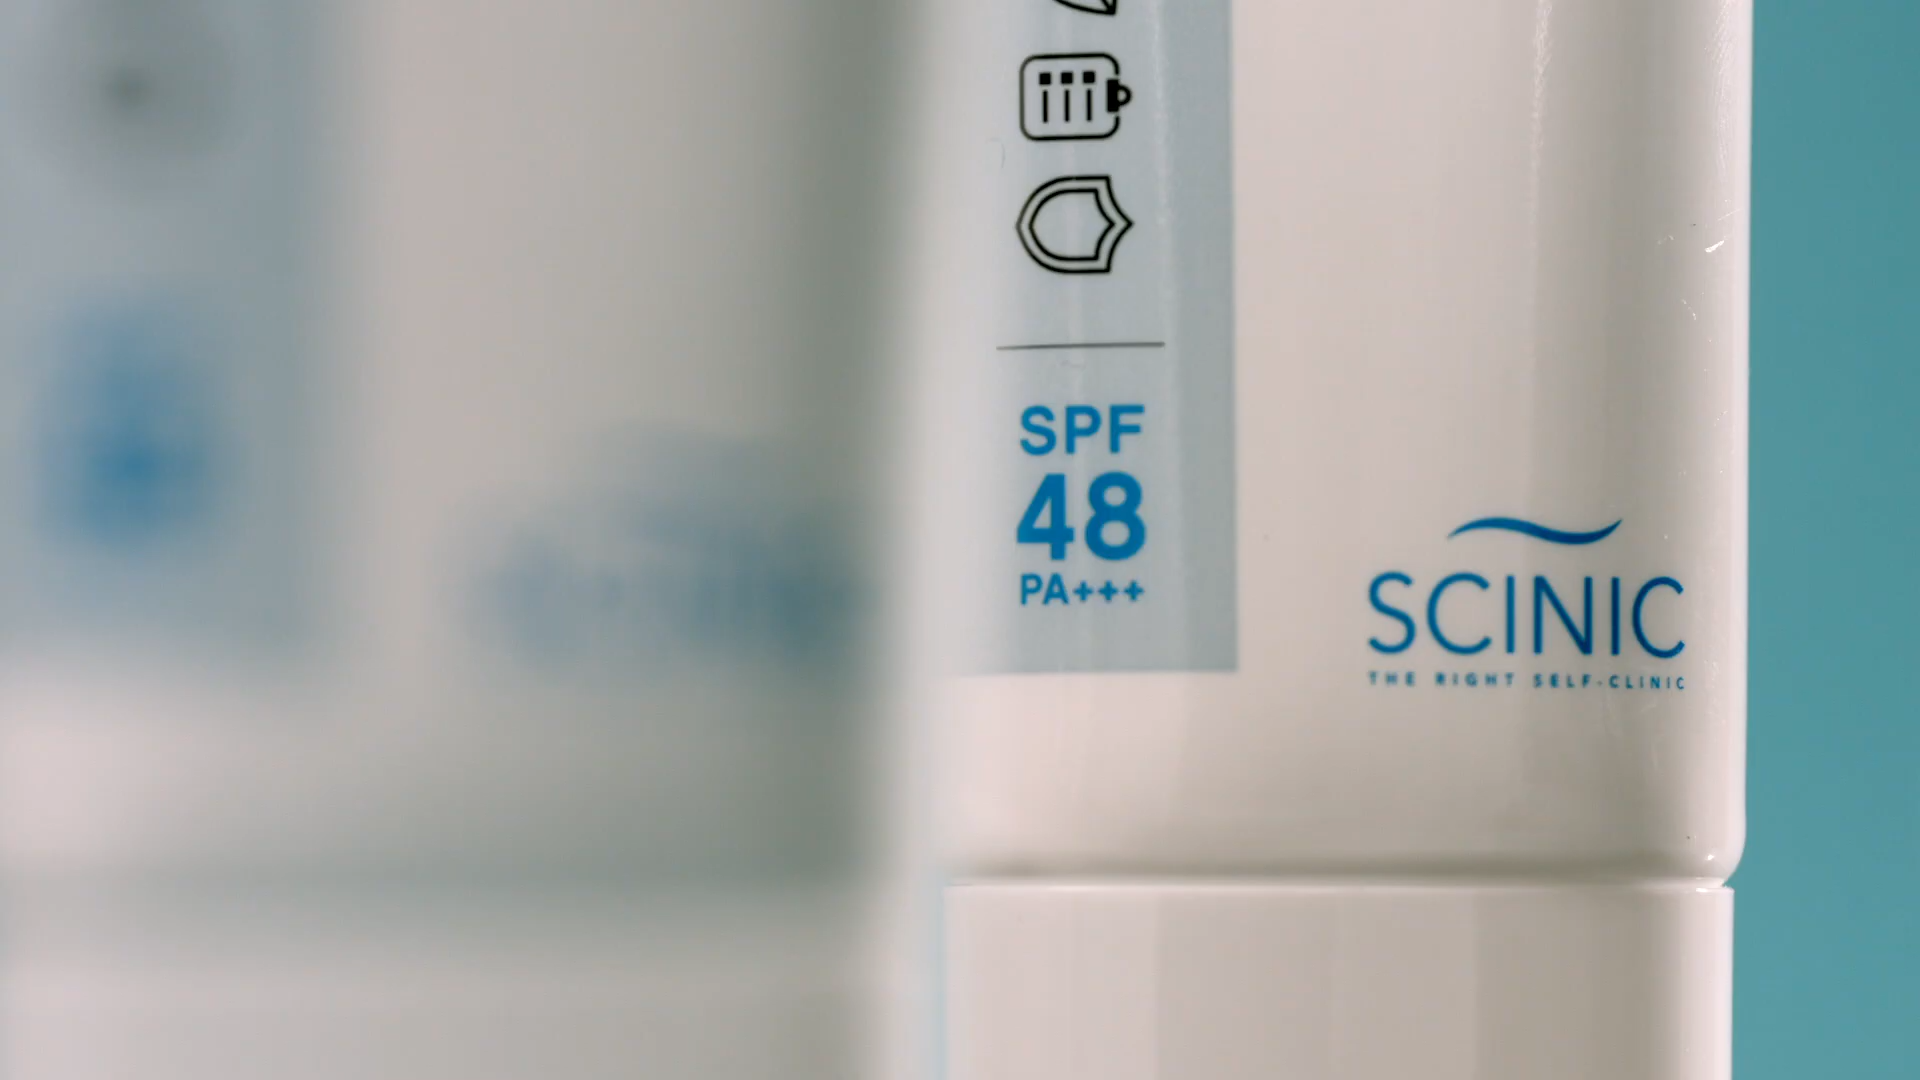 SPF
48
PA+++
SCINIC
THE RIGHT SELF-CLINIC